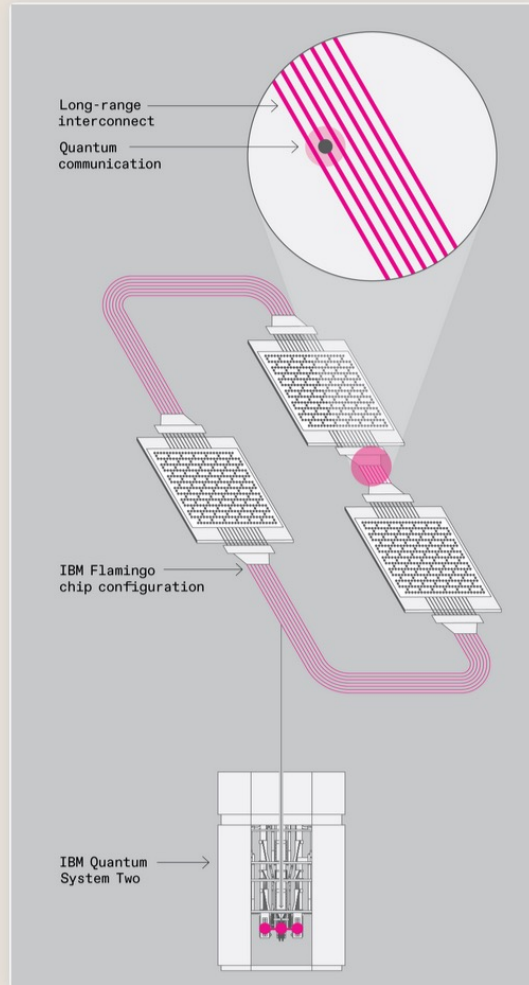 Long-range
interconnect
Quantum
communication
IBM Flamingo
chip configuration
IBM Quantum
System Two